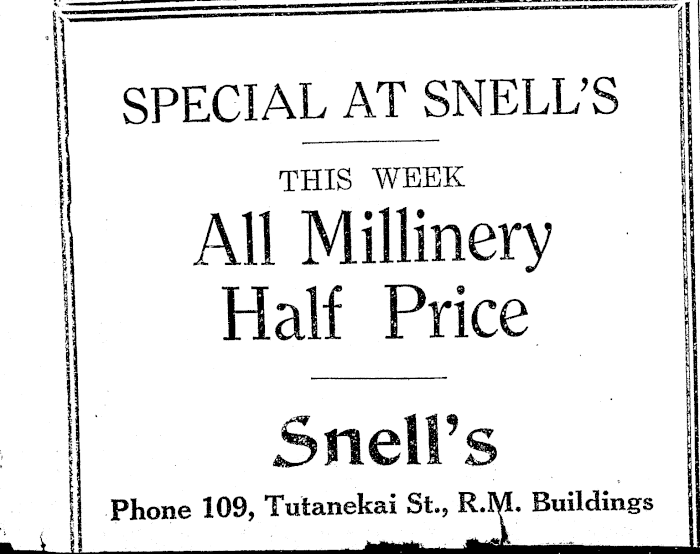 SPECIAL AT SNELL'S
THIS WEEK
All Millinery
Half Price
Snell's
Phone 109, Tutanekai St., R.M. Buildings